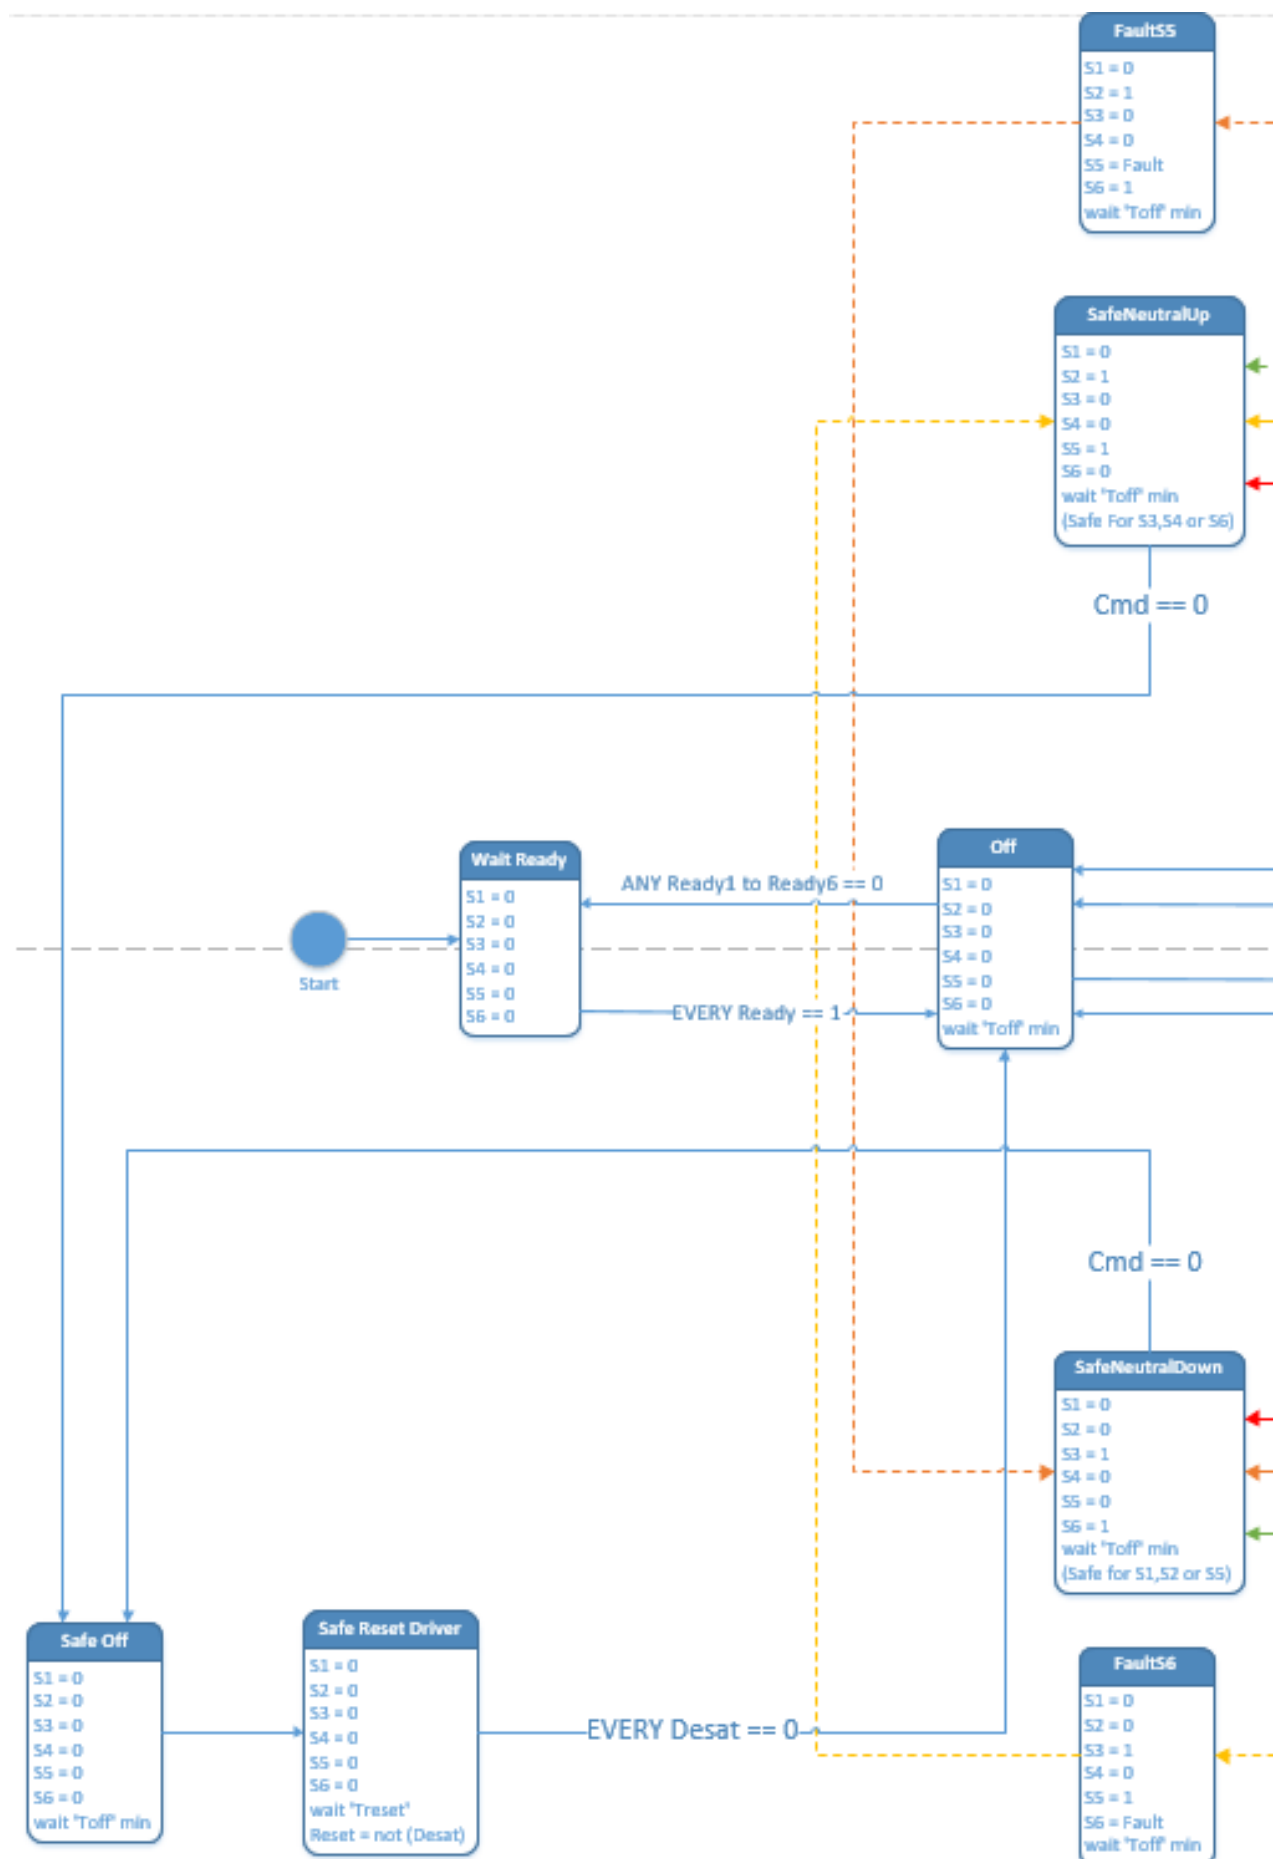 FaultS5
S1 = 0
S2 = 1
S3 = 0
S4 = 0
S5 = Fault
S6 = 1
wait "Toff" min
SafeNeutralUp
S1 = 0
S2 = 1
S3 = 0
S4 = 0
S5 = 1
S6 = 0
wait "Toff" min
(Safe For S3,S4 or S6)
Cmd == 0
Wait Ready
S1 = 0
S2 = 0
S3 = 0
S4 = 0
S5 = 0
S6 = 0
Start
ANY Ready1 to Ready6 == 0
EVERY Ready == 1
Off
S1 = 0
S2 = 0
S3 = 0
S4 = 0
S5 = 0
S6 = 0
wait "Toff" min
Cmd == 0
SafeNeutralDown
S1 = 0
S2 = 0
S3 = 1
S4 = 0
S5 = 0
S6 = 1
wait "Toff" min
(Safe for S1,S2 or S5)
Safe Off
S1 = 0
S2 = 0
S3 = 0
S4 = 0
S5 = 0
S6 = 0
wait "Toff" min
Safe Reset Driver
S1 = 0
S2 = 0
S3 = 0
S4 = 0
S5 = 0
S6 = 0
wait "Treset"
Reset = not (Desat)
EVERY Desat == 0
FaultS6
S1 = 0
S2 = 0
S3 = 1
S4 = 0
S5 = 1
S6 = Fault
wait "Toff" min